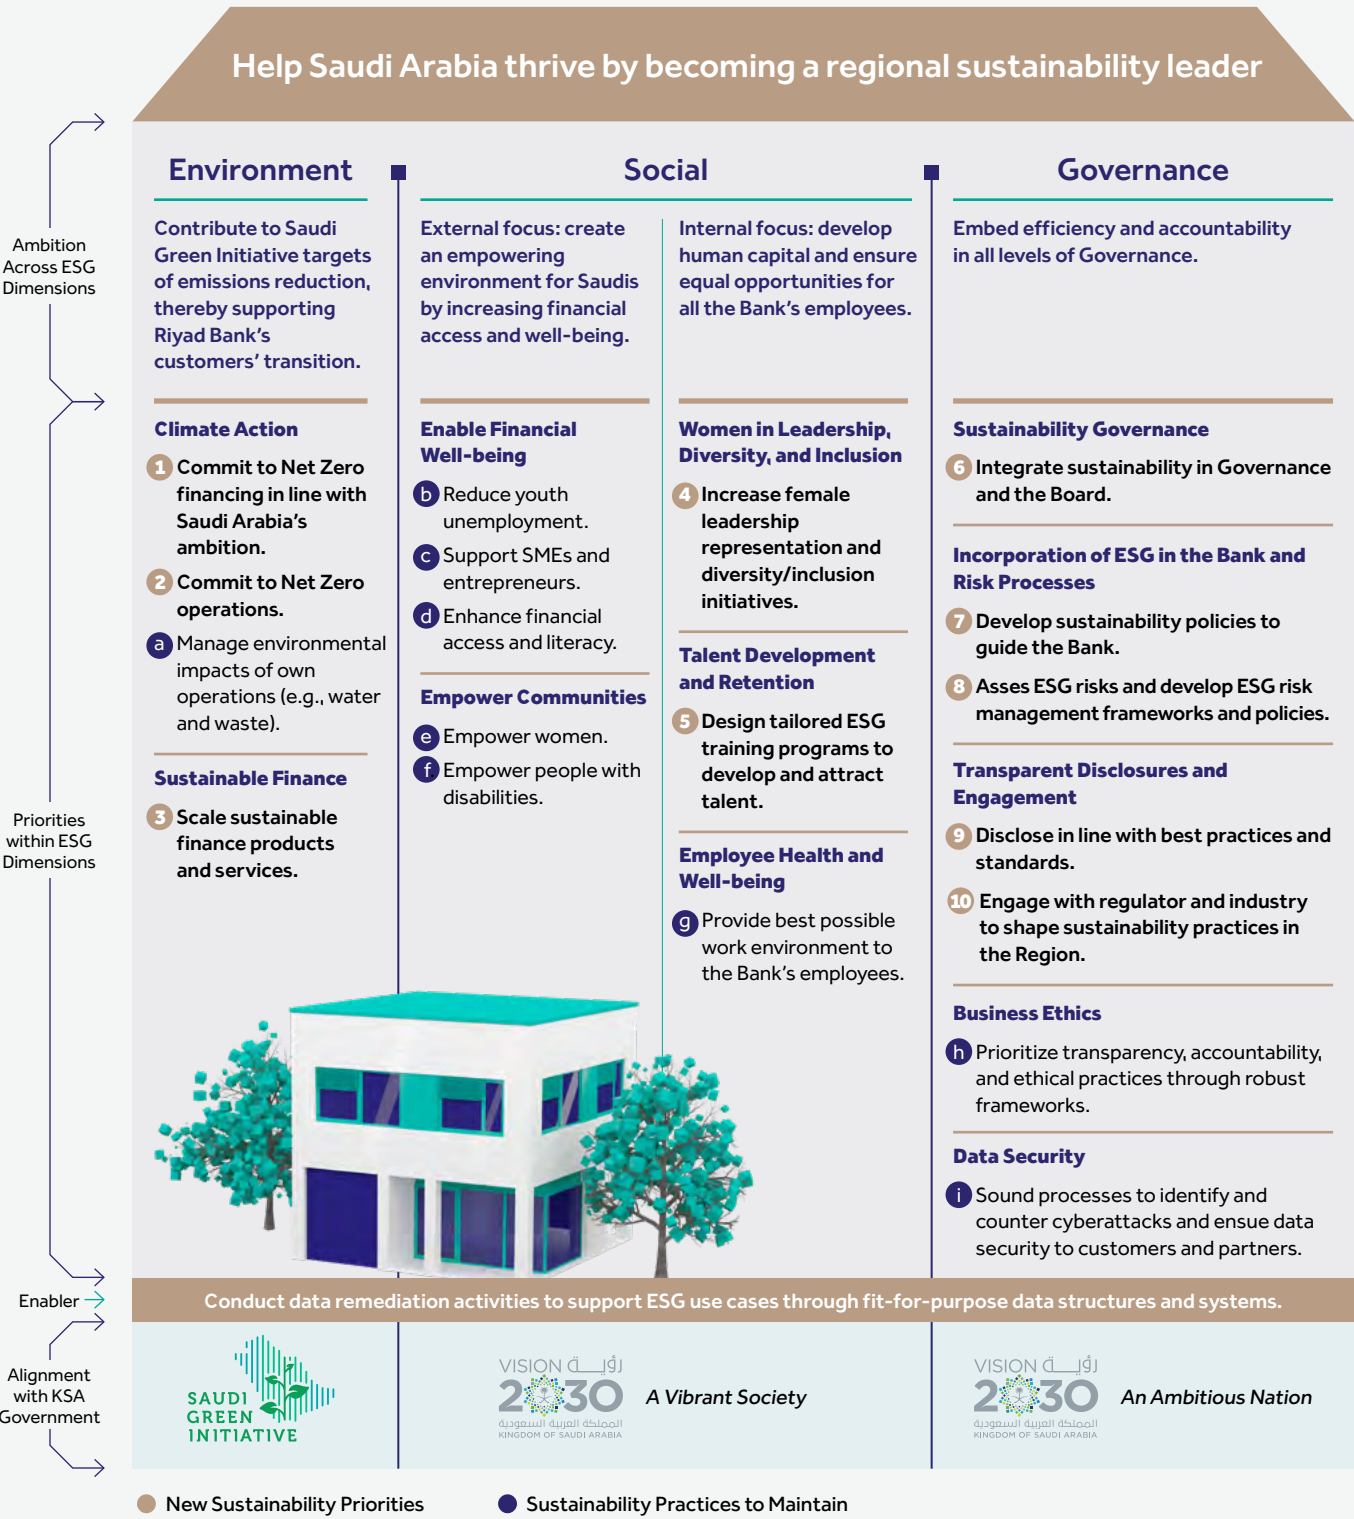 Help Saudi Arabia thrive by becoming a regional sustainability leader
Ambition
Across ESG
Dimensions
Environment
Contribute to Saudi
Green Initiative targets
of emissions reduction,
thereby supporting
Riyad Bank's
customers' transition.
Social
External focus: create
an empowering
environment for Saudis
by increasing financial
access and well-being.
Internal focus: develop
human capital and ensure
equal opportunities for
all the Bank's employees.
Governance
Embed efficiency and accountability
in all levels of Governance.
Priorities
within ESG
Dimensions
Climate Action
1 Commit to Net Zero
financing in line with
Saudi Arabia's
ambition.
2 Commit to Net Zero
operations.
a Manage environmental
impacts of own
operations (e.g., water
and waste).
Sustainable Finance
3 Scale sustainable
finance products
and services.
Enable Financial
Well-being
b Reduce youth
unemployment.
c Support SMEs and
entrepreneurs.
d Enhance financial
access and literacy.
Empower Communities
e Empower women.
f. Empower people with
disabilities.
Women in Leadership,
Diversity, and Inclusion
4 Increase female
leadership
representation and
diversity/inclusion
initiatives.
Talent Development
and Retention
5 Design tailored ESG
training programs to
develop and attract
talent.
Employee Health and
Well-being
g Provide best possible
work environment to
the Bank's employees.
Sustainability Governance
6 Integrate sustainability in Governance
and the Board.
Incorporation of ESG in the Bank and
Risk Processes
7 Develop sustainability policies to
guide the Bank.
8 Asses ESG risks and develop ESG risk
management frameworks and policies.
Transparent Disclosures and
Engagement
9 Disclose in line with best practices and
standards.
10 Engage with regulator and industry
to shape sustainability practices in
the Region.
Business Ethics
h Prioritize transparency, accountability,
and ethical practices through robust
frameworks.
Data Security
i Sound processes to identify and
counter cyberattacks and ensue data
security to customers and partners.
Enabler
Conduct data remediation activities to support ESG use cases through fit-for-purpose data structures and systems.
Alignment
with KSA
Government
SAUDI
GREEN
INITIATIVE
VISION رؤيــة
2030
المملكة العربية السعودية
KINGDOM OF SAUDI ARABIA
A Vibrant Society
VISION رؤيــة
2030
المملكة العربية السعودية
KINGDOM OF SAUDI ARABIA
An Ambitious Nation
New Sustainability Priorities
Sustainability Practices to Maintain